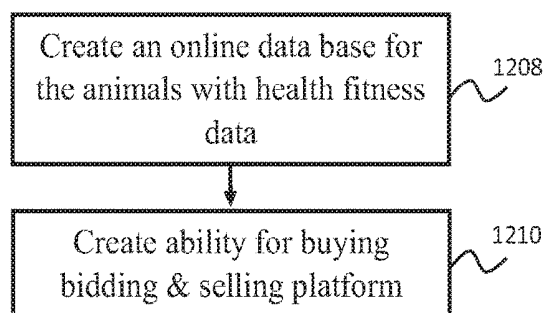 Create an online data base for
the animals with health fitness
data
1208
Create ability for buying
bidding & selling platform
1210